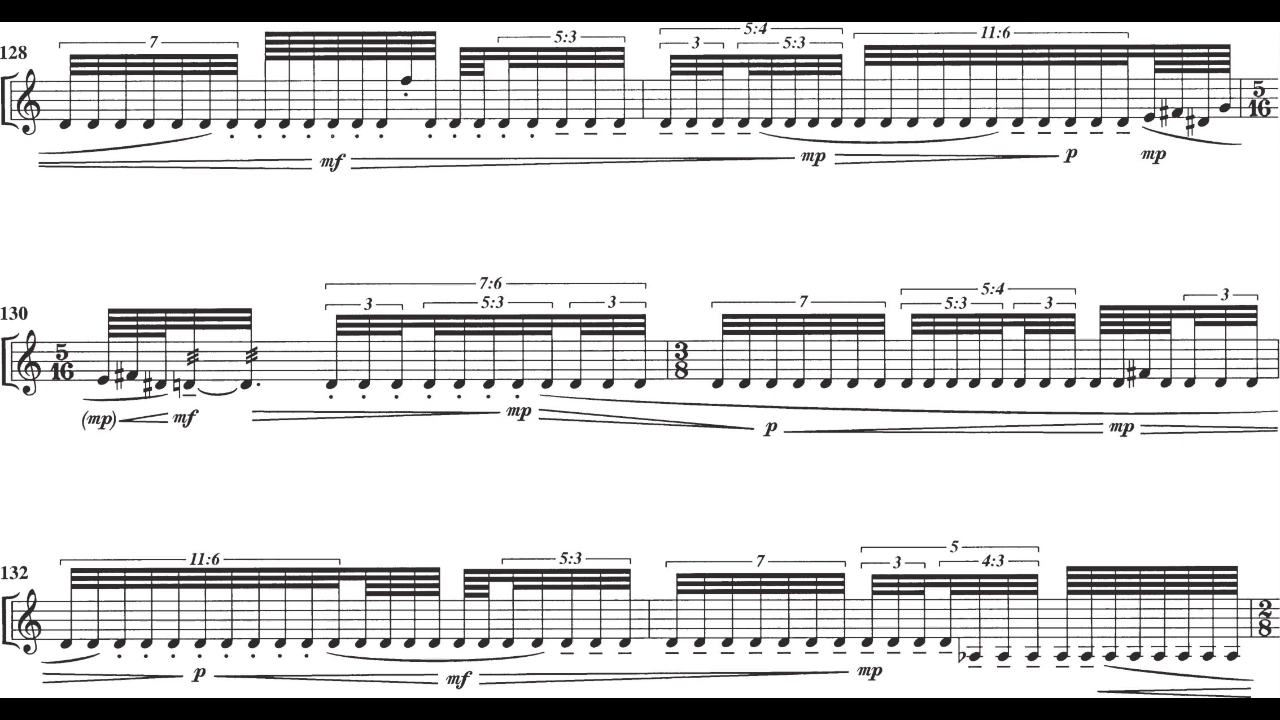 5:4
128 7 5:3 3 5:3 11:6
5 16
mf mp p mp
7:6
130 3 5:3 3 7 5:4 5:3 3 3
5 16 3 8
(mp) mf mp p mp
132 11:6 5:3 7 5 3 4:3
2 8
p mf mp